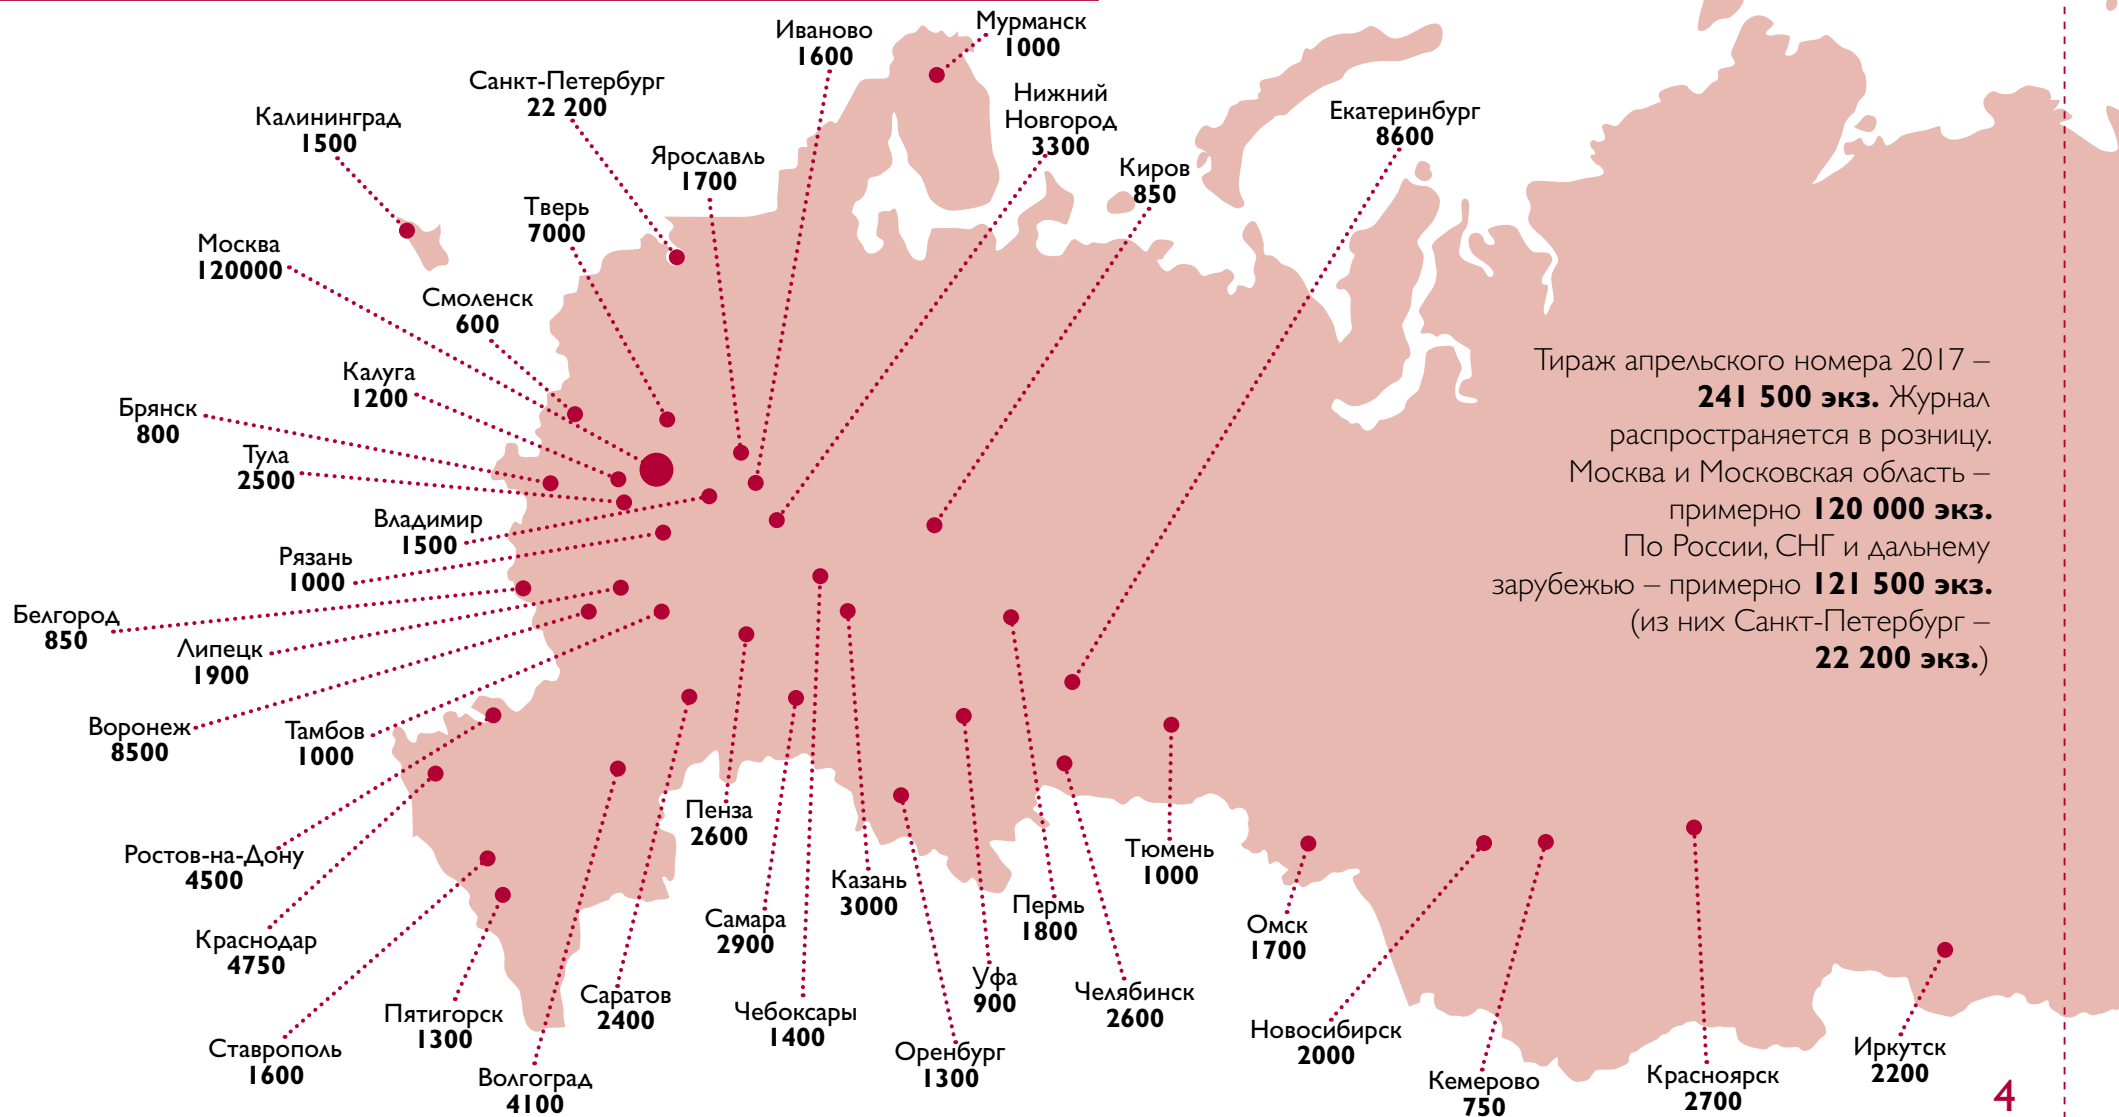 Мурманск
1000
Иваново
1600
Санкт-Петербург
22 200
Нижний
Новгород
3300
Екатеринбург
8600
Калининград
1500
Ярославль
1700
Киров
850
Тверь
7000
Москва
120000
Смоленск
600
Калуга
1200
Брянск
800
Тула
2500
Владимир
1500
Рязань
1000
Белгород
850
Липецк
1900
Воронеж
8500
Тамбов
1000
Ростов-на-Дону
4500
Краснодар
4750
Ставрополь
1600
Пятигорск
1300
Волгоград
4100
Саратов
2400
Пенза
2600
Самара
2900
Чебоксары
1400
Казань
3000
Оренбург
1300
Уфа
900
Пермь
1800
Челябинск
2600
Тюмень
1000
Омск
1700
Новосибирск
2000
Кемерово
750
Красноярск
2700
Иркутск
2200
Тираж апрельского номера 2017 –
241 500 экз. Журнал
распространяется в розницу.
Москва и Московская область –
примерно 120 000 экз.
По России, СНГ и дальнему
зарубежью – примерно 121 500 экз.
(из них Санкт-Петербург –
22 200 экз.)
4